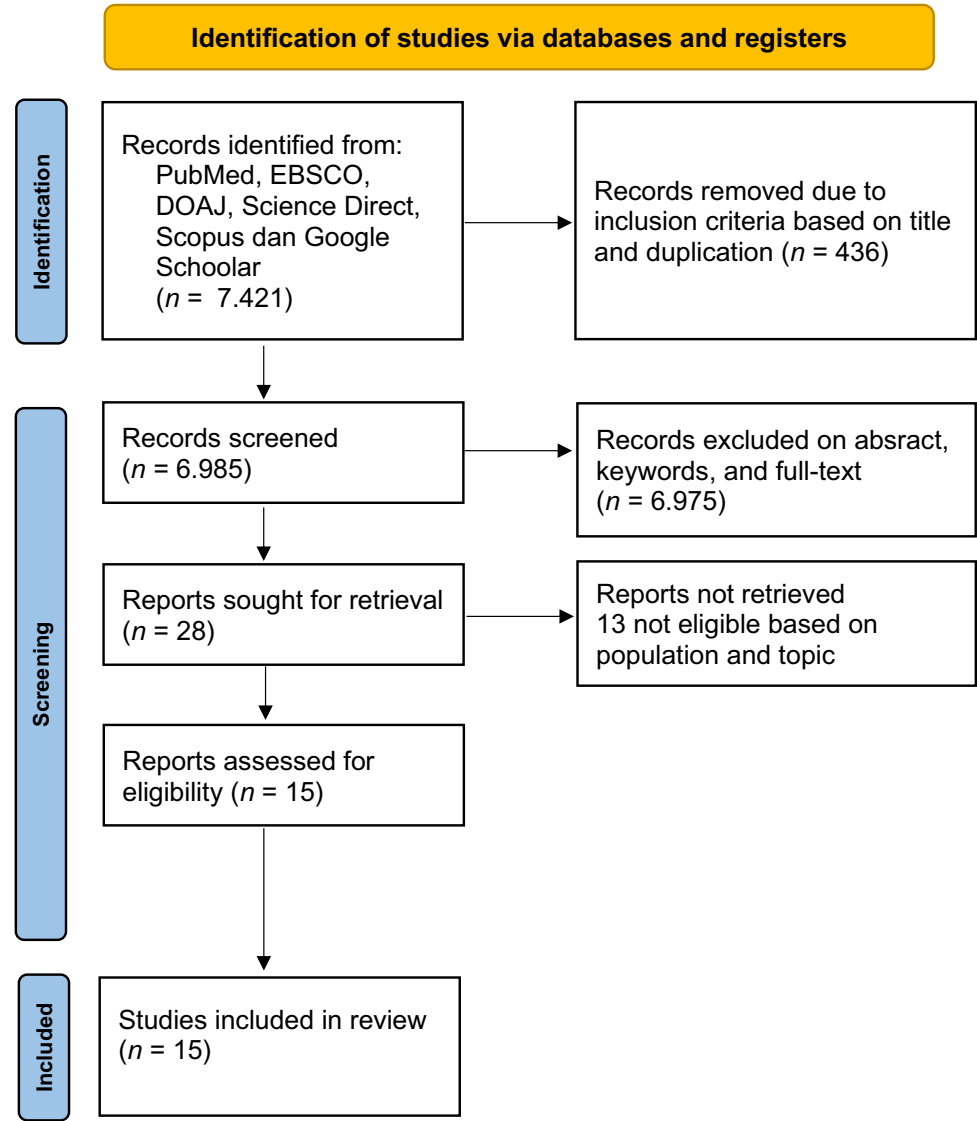 Identification of studies via databases and registers
Identification
Records identified from:
PubMed, EBSCO,
DOAJ, Science Direct,
Scopus dan Google
Schoolar
(n = 7.421)
Records removed due to
inclusion criteria based on title
and duplication (n = 436)
Screening
Records screened
(n = 6.985)
Records excluded on absract,
keywords, and full-text
(n = 6.975)
Reports sought for retrieval
(n = 28)
Reports not retrieved
13 not eligible based on
population and topic
Reports assessed for
eligibility (n = 15)
Included
Studies included in review
(n = 15)